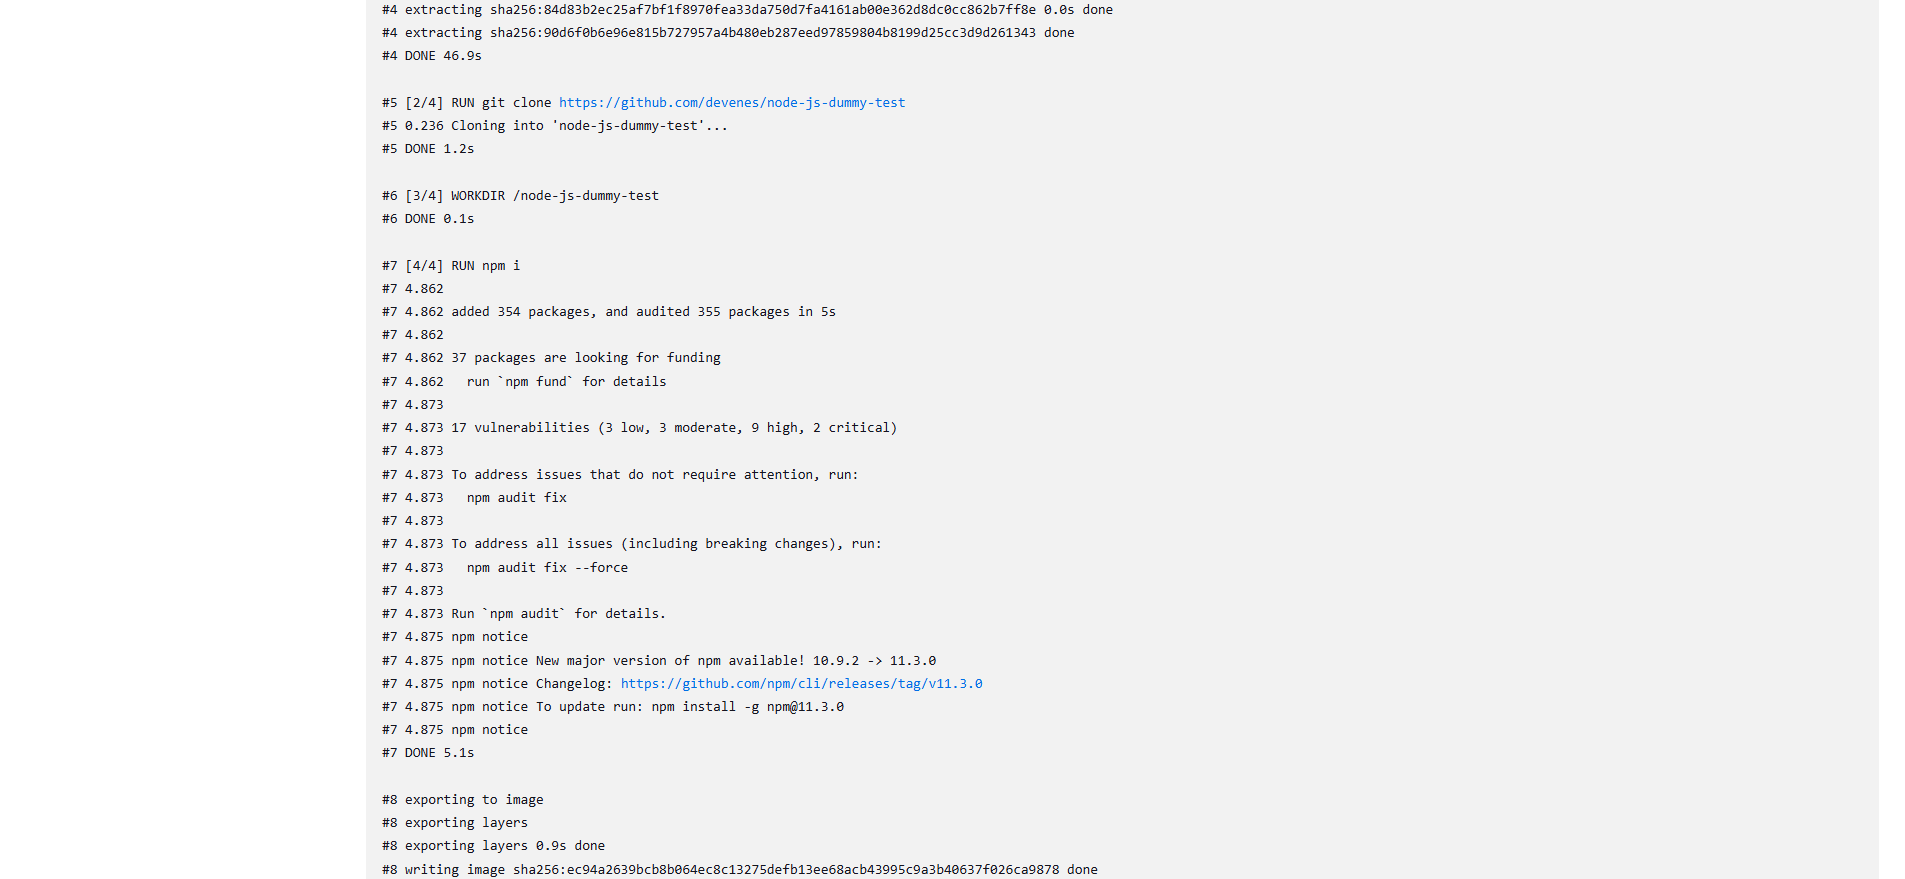 #4 extracting sha256:84d83b2ec25af7bf1f8970fea33da750d7fa4161ab00e362d8dc0cc862b7ff8e 0.0s done
#4 extracting sha256:90d6f0b6e96e815b727957a4b480eb287eed97859804b8199d25cc3d9d261343 done
#4 DONE 46.9s
#5 [2/4] RUN git clone https://github.com/devenes/node-js-dummy-test
#5 0.236 Cloning into 'node-js-dummy-test'...
#5 DONE 1.2s
#6 [3/4] WORKDIR /node-js-dummy-test
#6 DONE 0.1s
#7 [4/4] RUN npm i
#7 4.862
#7 4.862 added 354 packages, and audited 355 packages in 5s
#7 4.862
#7 4.862 37 packages are looking for funding
#7 4.862   run `npm fund` for details
#7 4.873
#7 4.873 17 vulnerabilities (3 low, 3 moderate, 9 high, 2 critical)
#7 4.873
#7 4.873 To address issues that do not require attention, run:
#7 4.873   npm audit fix
#7 4.873
#7 4.873 To address all issues (including breaking changes), run:
#7 4.873   npm audit fix --force
#7 4.873
#7 4.873 Run `npm audit` for details.
#7 4.875 npm notice
#7 4.875 npm notice New major version of npm available! 10.9.2 -> 11.3.0
#7 4.875 npm notice Changelog: https://github.com/npm/cli/releases/tag/v11.3.0
#7 4.875 npm notice To update run: npm install -g npm@11.3.0
#7 4.875 npm notice
#7 DONE 5.1s
#8 exporting to image
#8 exporting layers
#8 exporting layers 0.9s done
#8 writing image sha256:ec94a2639bcb8b064ec8c13275defb13ee68acb43995c9a3b40637f026ca9878 done